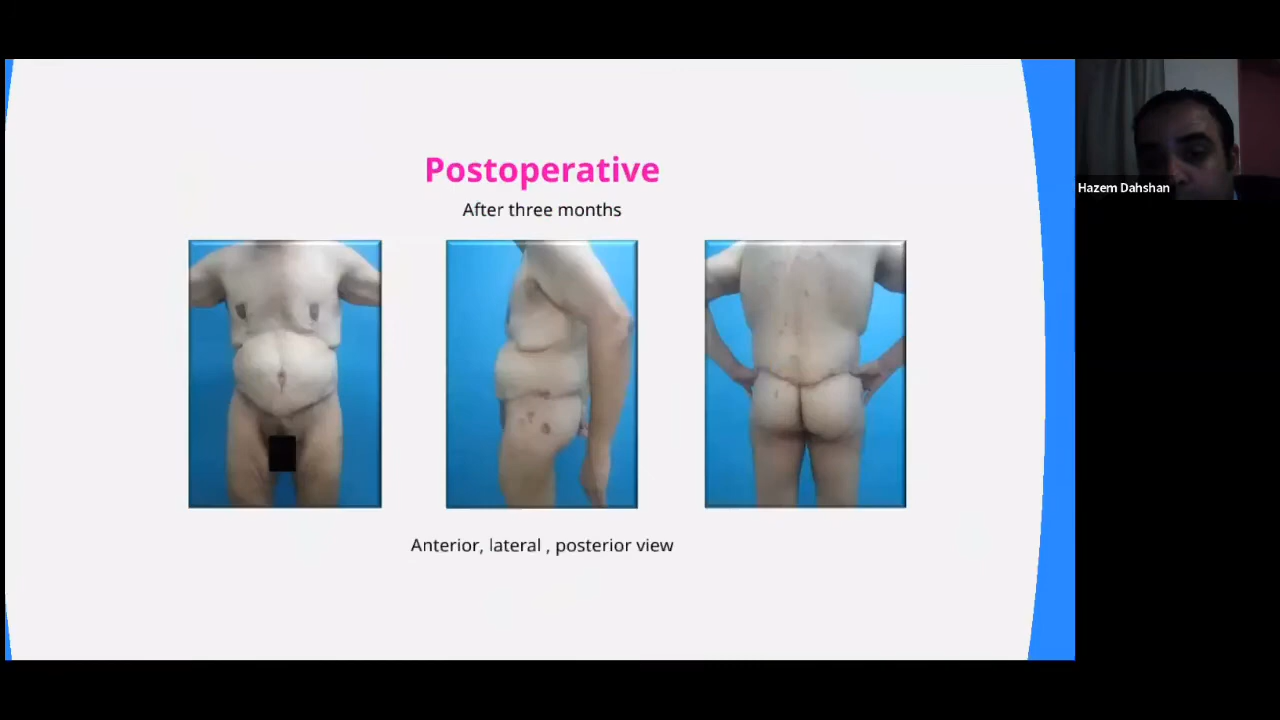 Postoperative
After three months
Hazem Dahshan
Anterior, lateral , posterior view